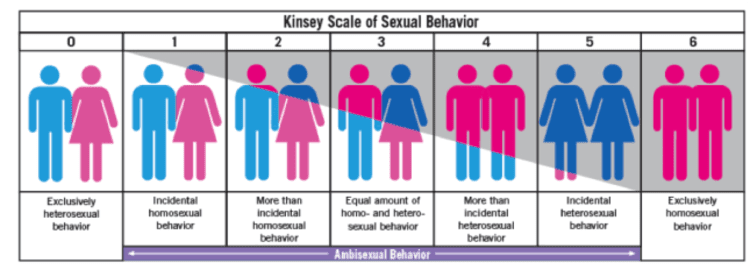 Kinsey Scale of Sexual Behavior
0 1 2 3 4 5 6
Exclusively
heterosexual
behavior
Incidental
homosexual
behavior
More than
incidental
homosexual
behavior
Equal amount of
homo- and hetero-
sexual behavior
More than
incidental
heterosexual
behavior
Incidental
heterosexual
behavior
Exclusively
homosexual
behavior
Ambisexual Behavior